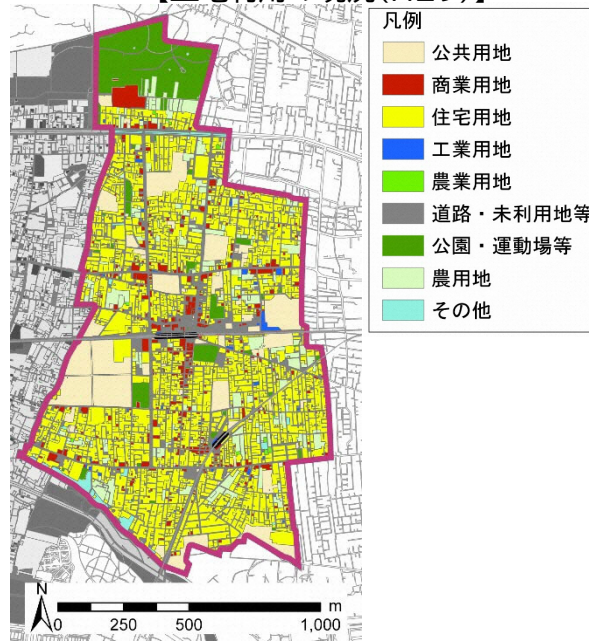 凡例
公共用地
商業用地
住宅用地
工業用地
農業用地
道路・未利用地等
公園・運動場等
農用地
その他
N
m
0 250 500 1,000